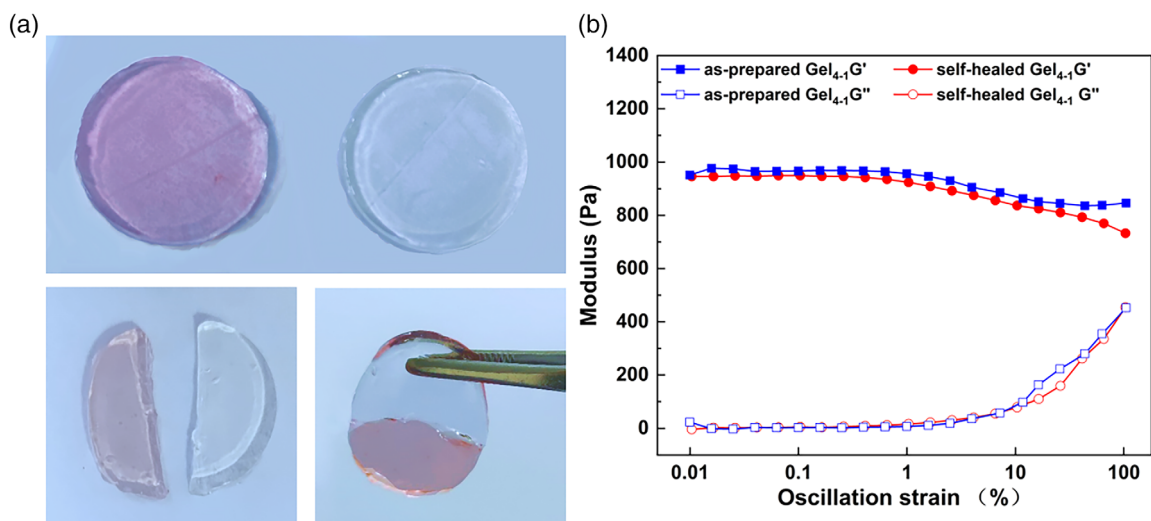 (a)
(b)
1400
1200
1000
800
600
400
200
0
Modulus (Pa)
as-prepared Gel₄₋₁G'
self-healed Gel₄₋₁G'
as-prepared Gel₄₋₁G"
self-healed Gel₄₋₁ G"
0.01
0.1
1
10
100
Oscillation strain （%）